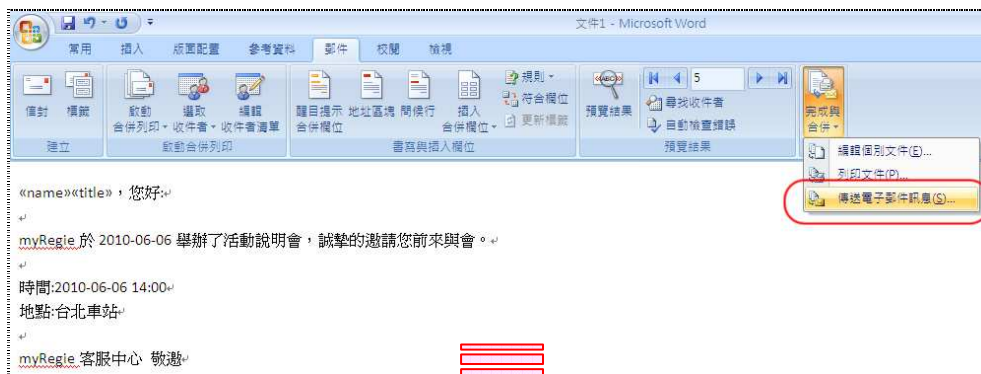 文件1 - Microsoft Word
常用 插入 版面配置 參考資料 郵件 校閱 檢視
信封 標籤 啟動合併列印 選取收件者 編輯收件者清單 醒目提示合併欄位 地址區塊 問候行 插入合併欄位 規則 符合欄位 更新標籤 預覽結果 5 尋找收件者 自動檢查錯誤 完成與合併
建立 啟動合併列印 書寫與插入欄位 預覽結果
編輯個別文件(E)...
列印文件(P)...
傳送電子郵件訊息(S)...
«name»«title»，您好:
myRegie 於 2010-06-06 舉辦了活動說明會，誠摯的邀請您前來與會。
時間:2010-06-06 14:00
地點:台北車站
myRegie 客服中心 敬邀